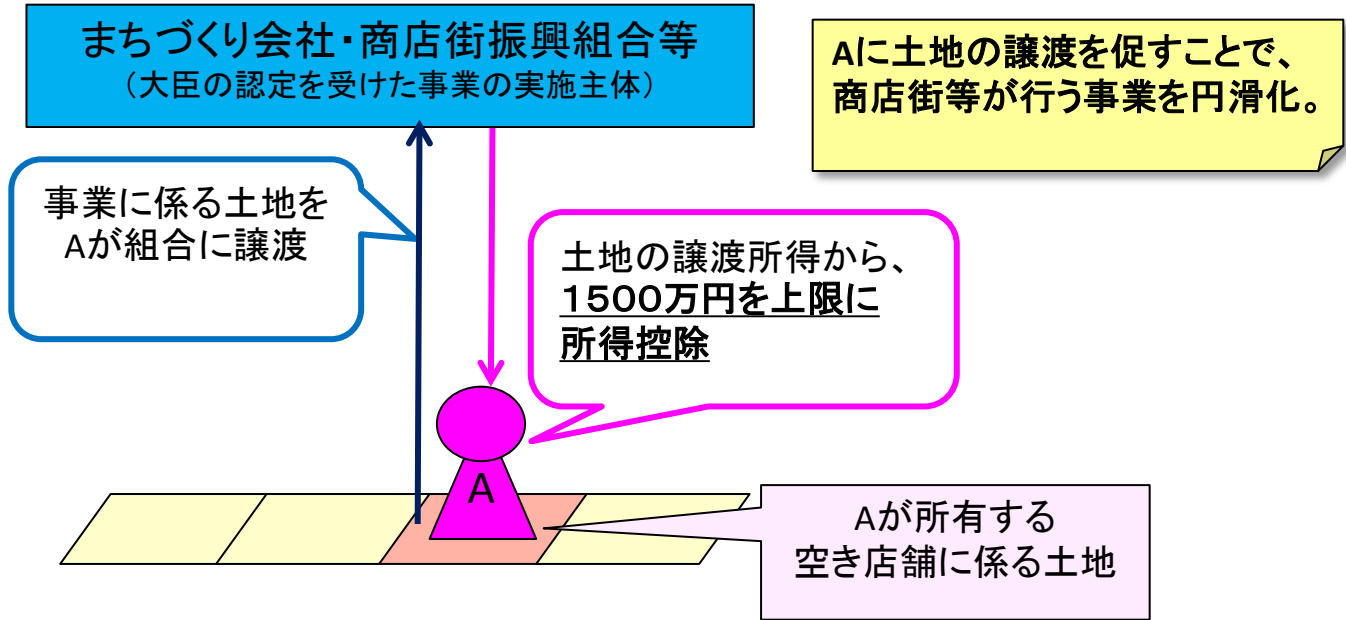 まちづくり会社・商店街振興組合等
（大臣の認定を受けた事業の実施主体）
Aに土地の譲渡を促すことで、
商店街等が行う事業を円滑化。
事業に係る土地を
Aが組合に譲渡
土地の譲渡所得から、
１５００万円を上限に
所得控除
A
Aが所有する
空き店舗に係る土地